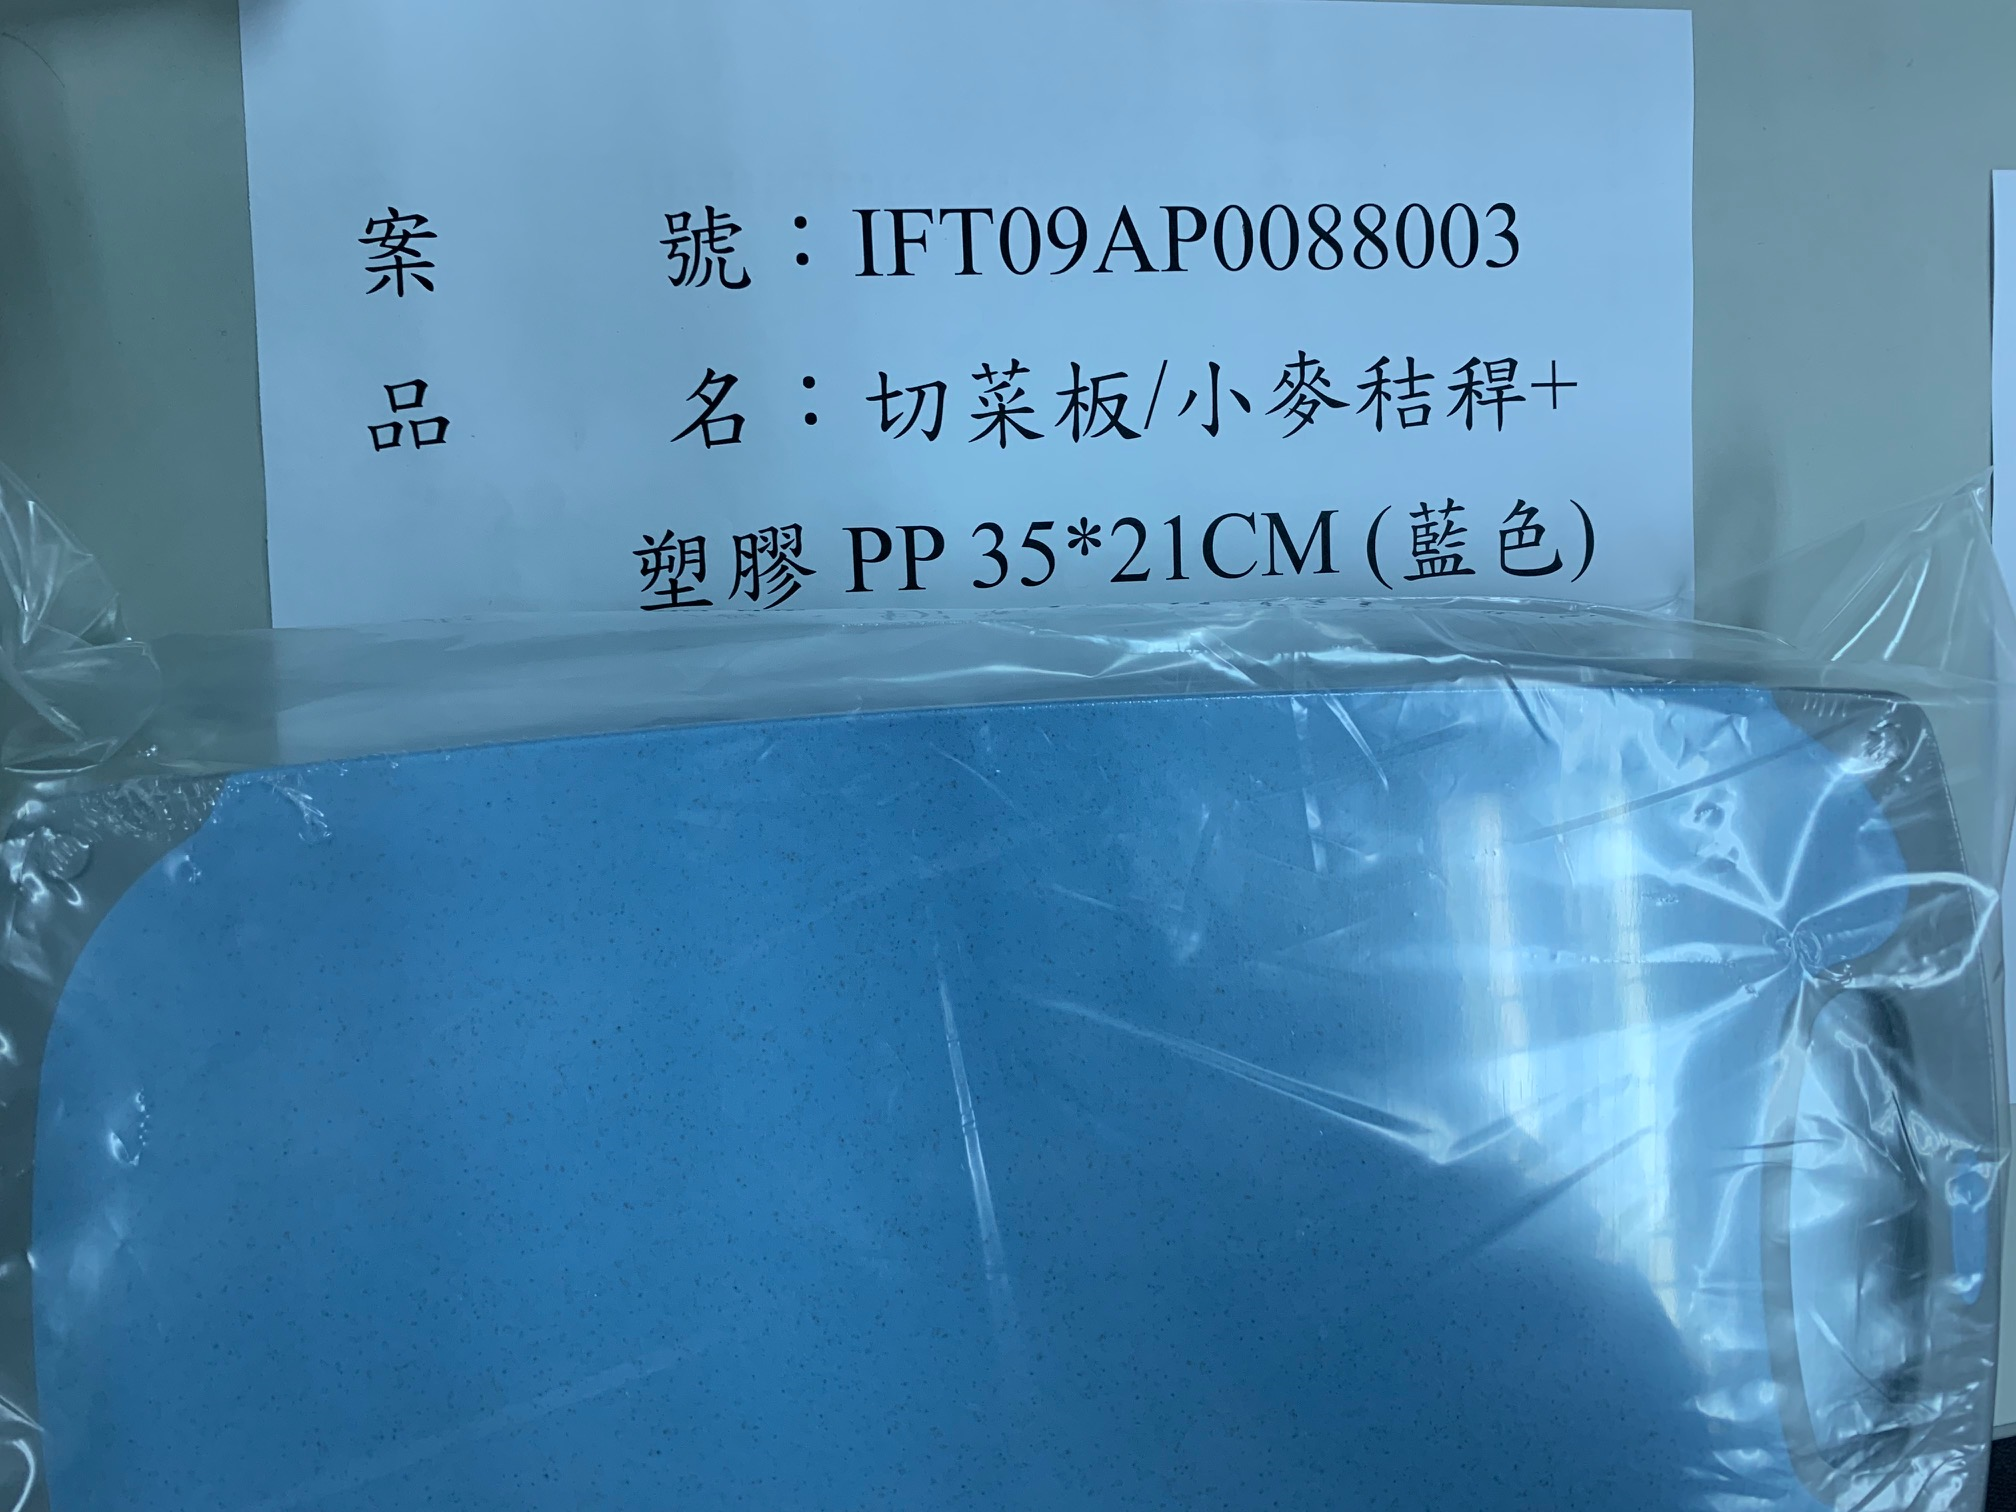 案號：IFT09AP0088003
品名：切菜板/小麥秸稈+
塑膠 PP 35*21CM (藍色)